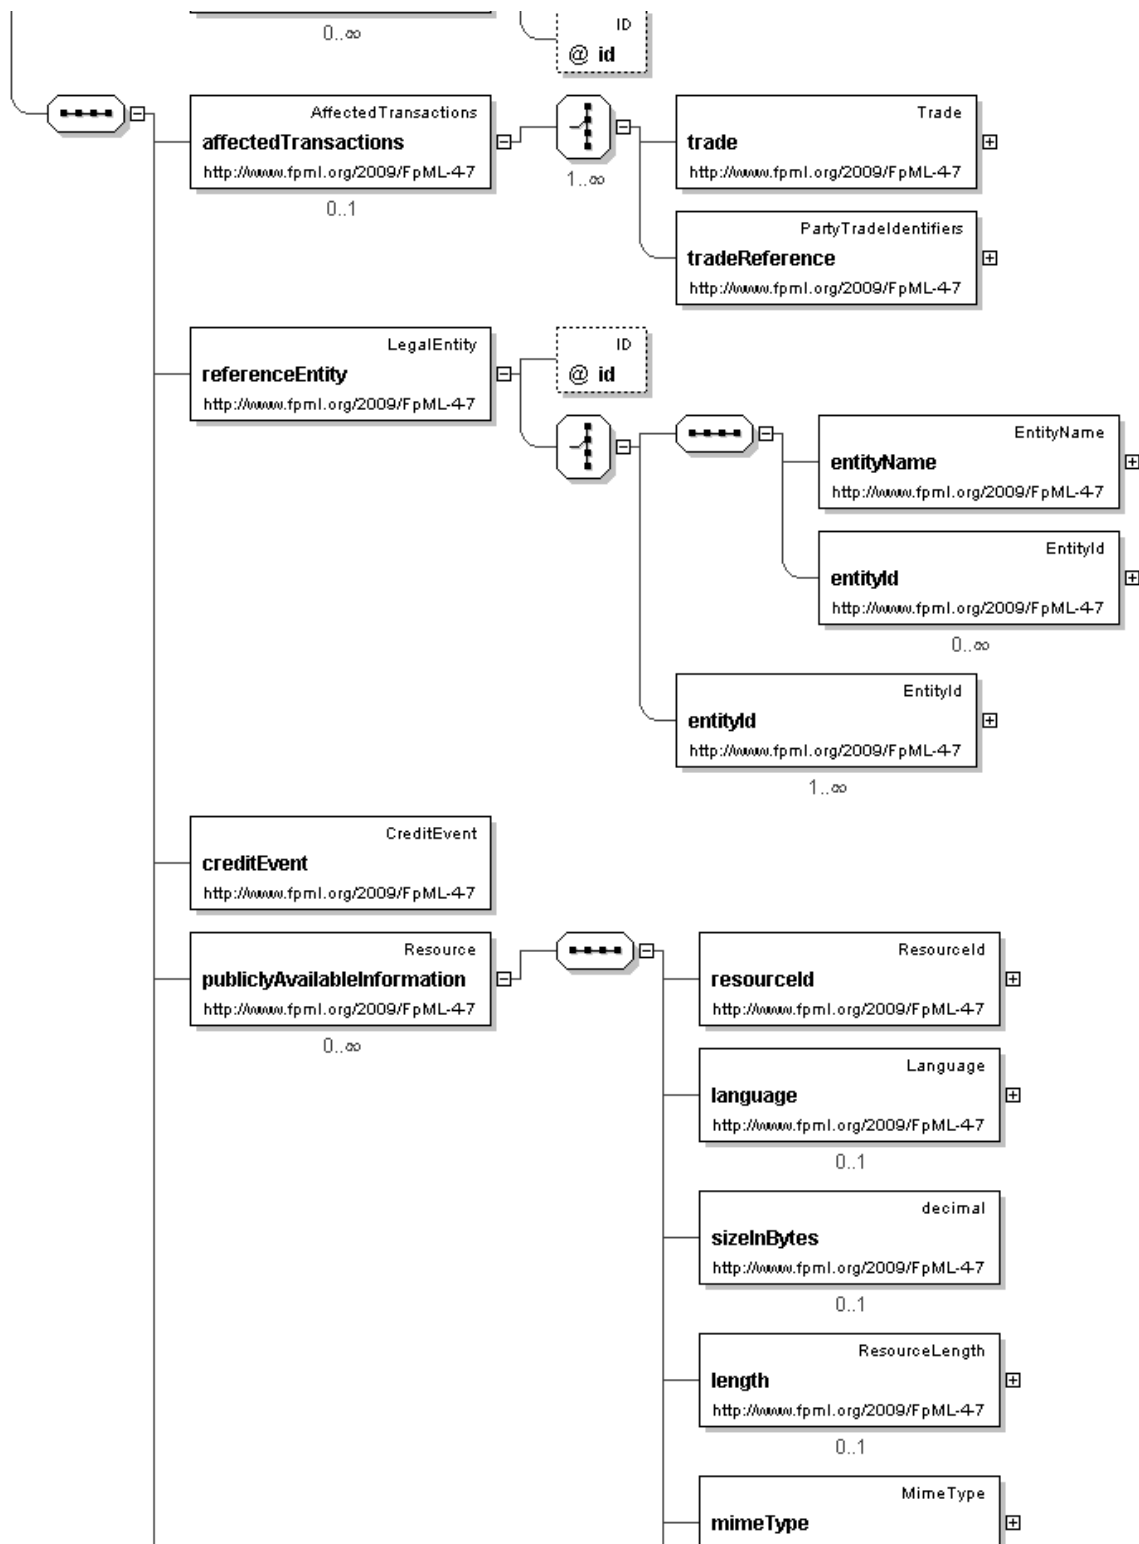 0..∞
ID
@ id
AffectedTransactions
affectedTransactions
http://www.fpml.org/2009/FpML-4-7
0..1
1..∞
Trade
trade
http://www.fpml.org/2009/FpML-4-7
PartyTradeIdentifiers
tradeReference
http://www.fpml.org/2009/FpML-4-7
LegalEntity
referenceEntity
http://www.fpml.org/2009/FpML-4-7
ID
@ id
EntityName
entityName
http://www.fpml.org/2009/FpML-4-7
EntityId
entityId
http://www.fpml.org/2009/FpML-4-7
0..∞
EntityId
entityId
http://www.fpml.org/2009/FpML-4-7
1..∞
CreditEvent
creditEvent
http://www.fpml.org/2009/FpML-4-7
Resource
publiclyAvailableInformation
http://www.fpml.org/2009/FpML-4-7
0..∞
ResourceId
resourceId
http://www.fpml.org/2009/FpML-4-7
Language
language
http://www.fpml.org/2009/FpML-4-7
0..1
decimal
sizeInBytes
http://www.fpml.org/2009/FpML-4-7
0..1
ResourceLength
length
http://www.fpml.org/2009/FpML-4-7
0..1
MimeType
mimeType